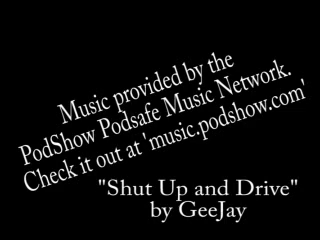 Music provided by the
PodShow Podsafe Music Network.
Check it out at 'music.podshow.com'
"Shut Up and Drive"
by GeeJay